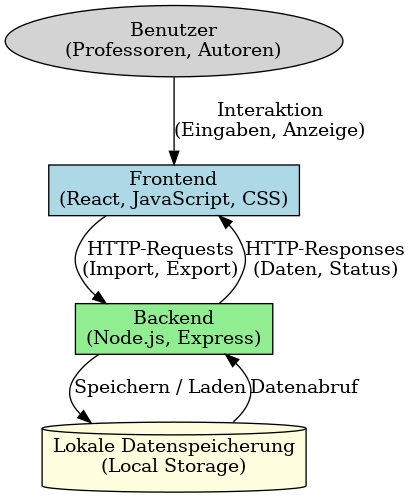 Benutzer
(Professoren, Autoren)
Interaktion
(Eingaben, Anzeige)
Frontend
(React, JavaScript, CSS)
HTTP-Requests
(Import, Export)
HTTP-Responses
(Daten, Status)
Backend
(Node.js, Express)
Speichern / Laden
Datenabruf
Lokale Datenspeicherung
(Local Storage)